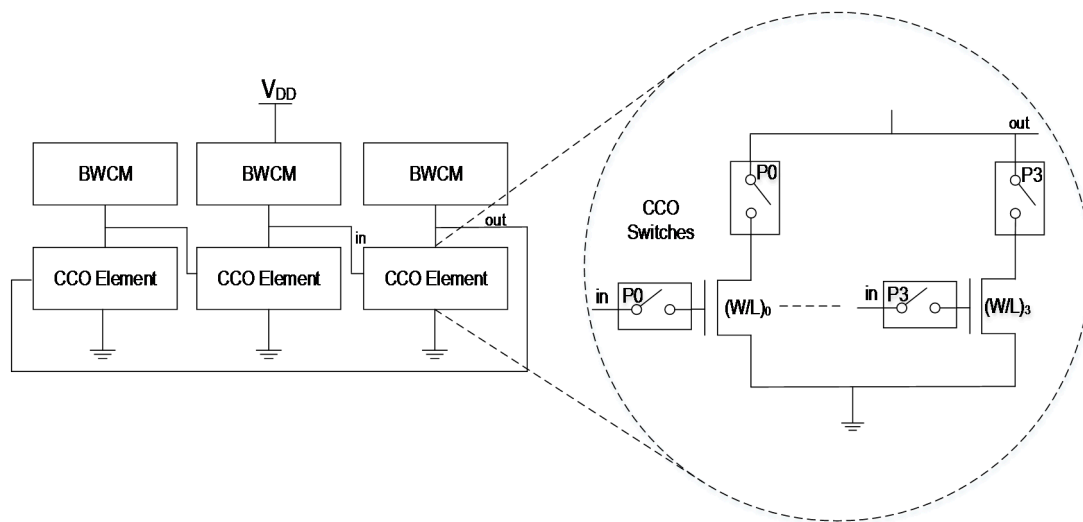 V_DD
BWCM
BWCM
BWCM
out
in
CCO Element
CCO Element
CCO Element
out
P0
P3
CCO
Switches
in
P0
(W/L)₀
in
P3
(W/L)₃